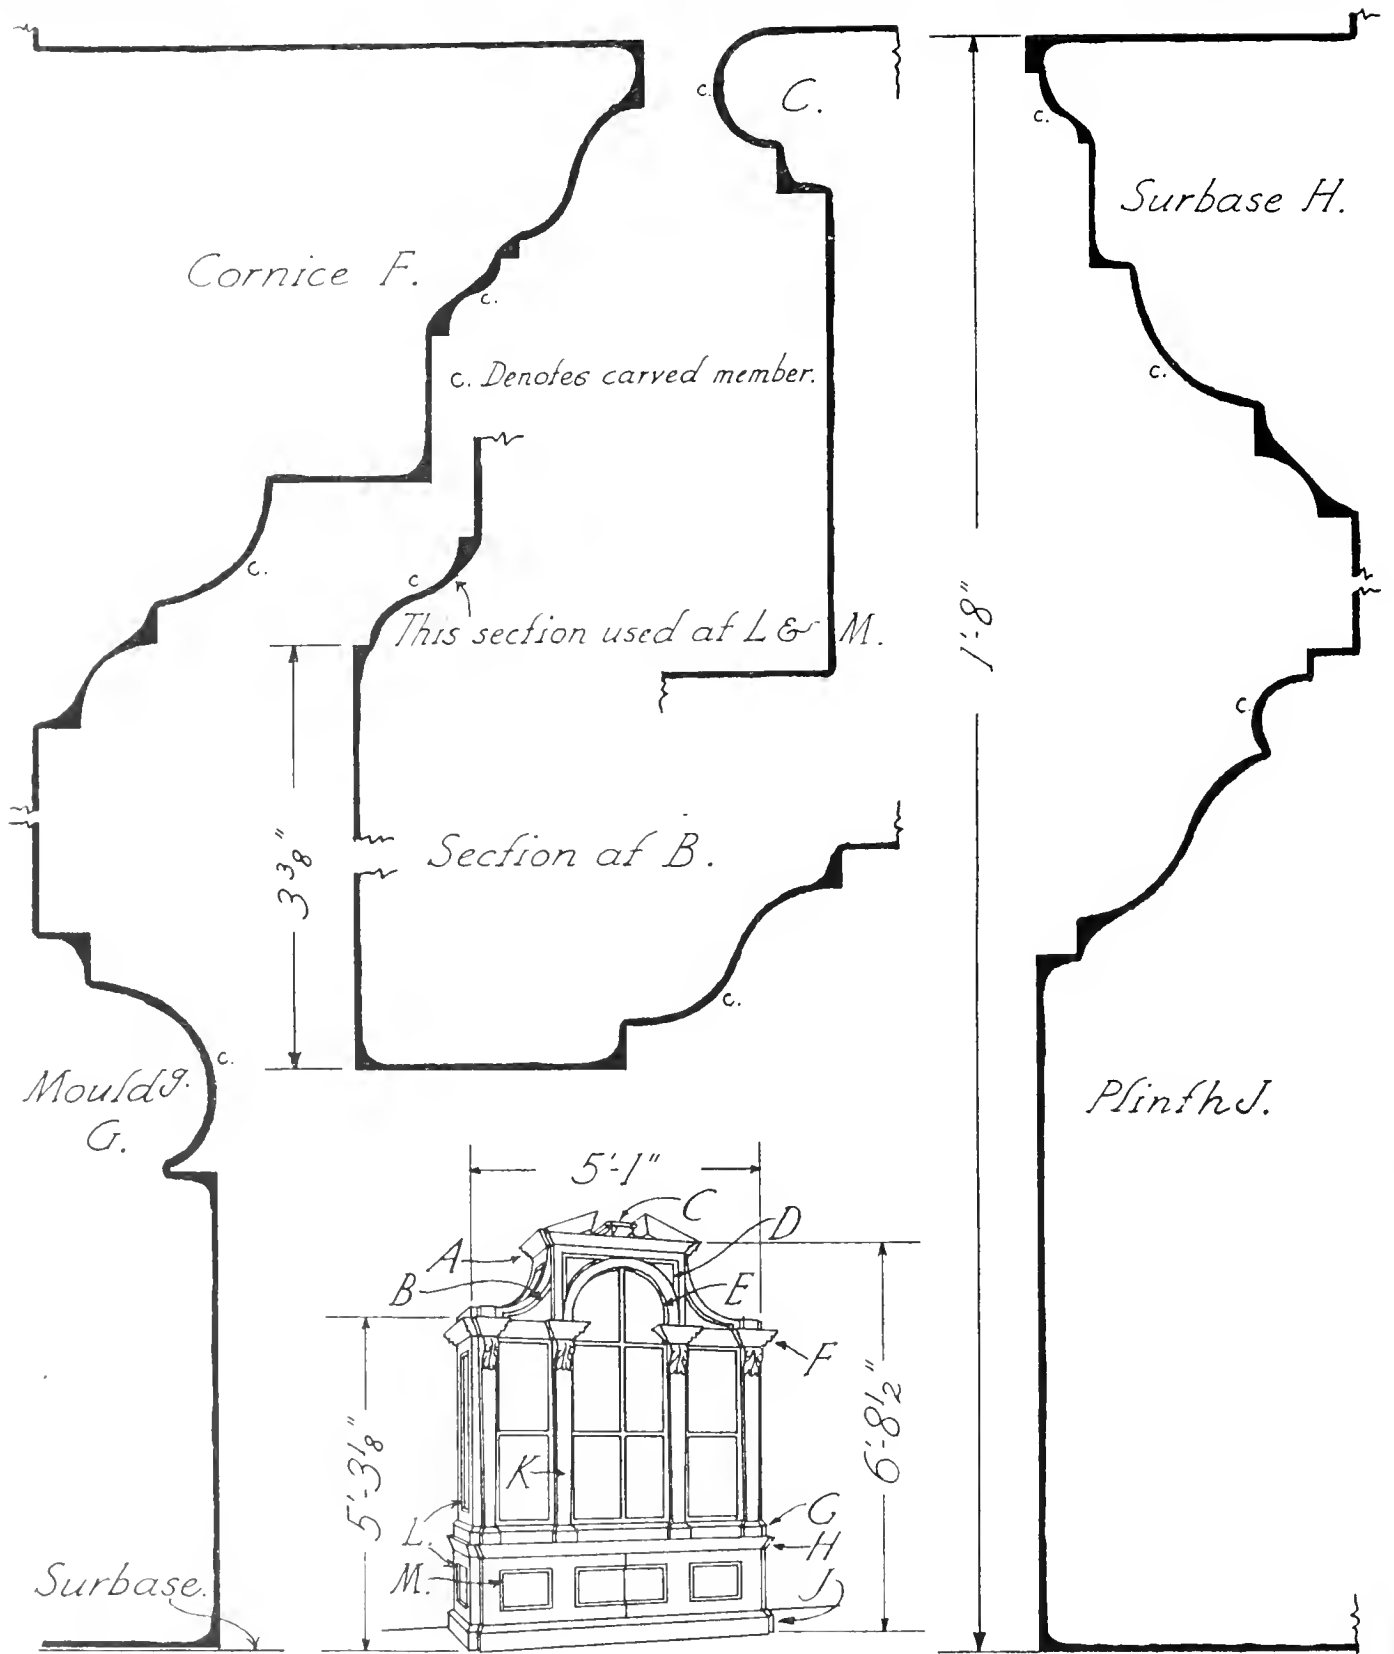 c.
C.
c.
Surbase H.
Cornice F.
c.
c. Denotes carved member.
c.
c.
c
This section used at L & M.
1'-8"
c.
3 3/8"
Section at B.
c.
c.
Mould'g.
G.
Plinth J.
5'-1"
C
D
A
B
E
F
6'-8 1/2"
5'-3 1/8"
K
G
L.
H
M.
J
Surbase.